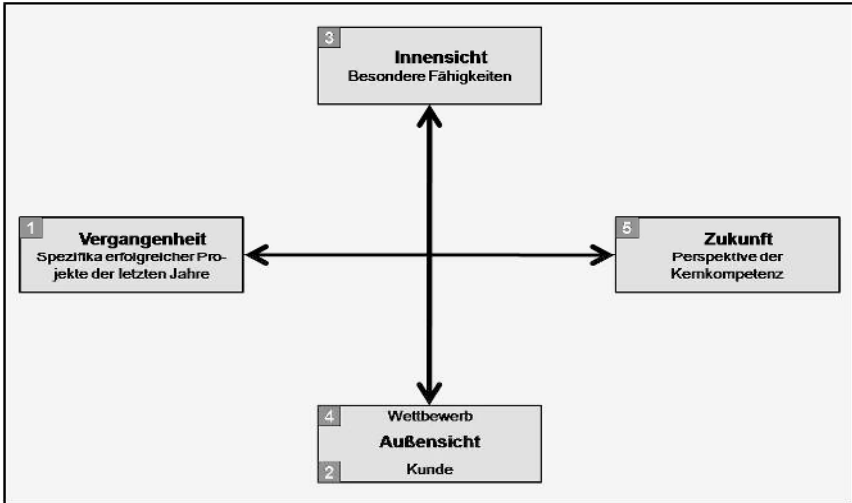 3
Innensicht
Besondere Fähigkeiten
1
Vergangenheit
Spezifika erfolgreicher Pro-
jekte der letzten Jahre
5
Zukunft
Perspektive der
Kernkompetenz
4
Wettbewerb
Außensicht
2
Kunde